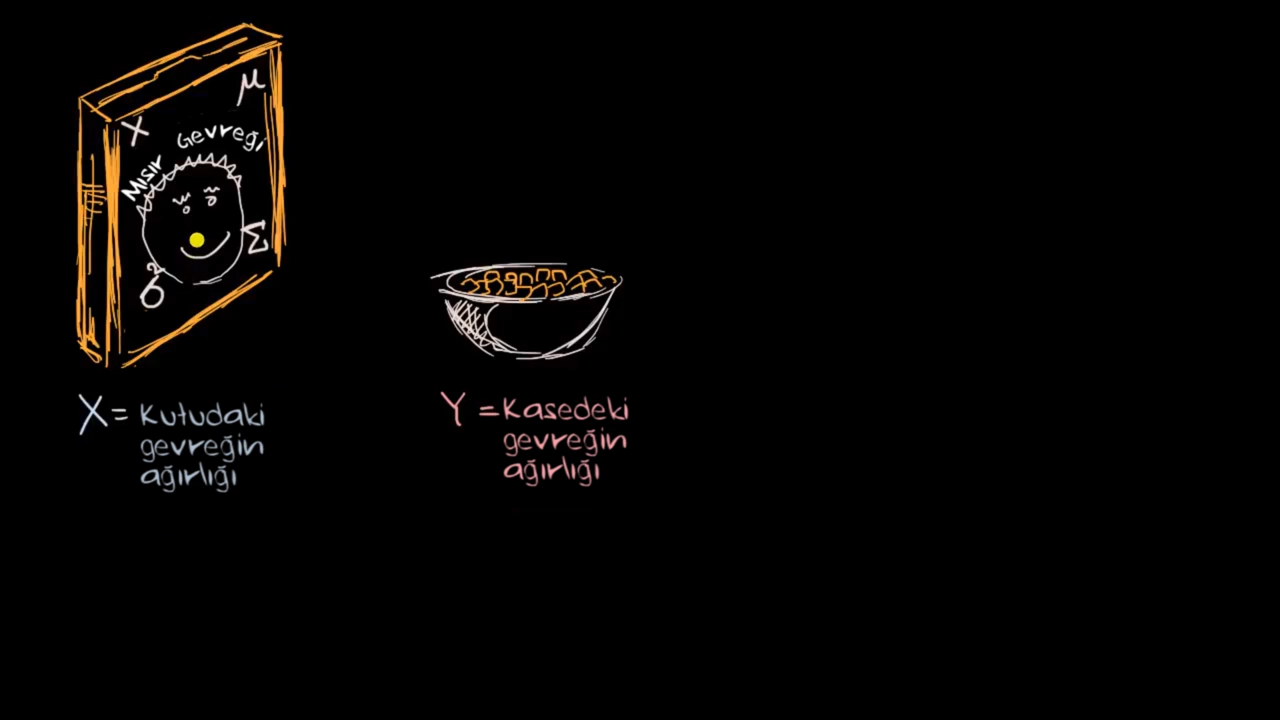 μ
X
Mısır Gevreği
Σ
σ²
X = Kutudaki
gevreğin
ağırlığı
Y = Kasedeki
gevreğin
ağırlığı